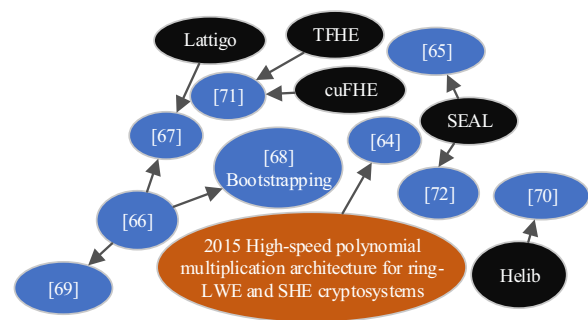 Lattigo
TFHE
[65]
[71]
cuFHE
[67]
[64]
SEAL
[68]
Bootstrapping
[72]
[70]
[66]
2015 High-speed polynomial
multiplication architecture for ring-
LWE and SHE cryptosystems
Helib
[69]